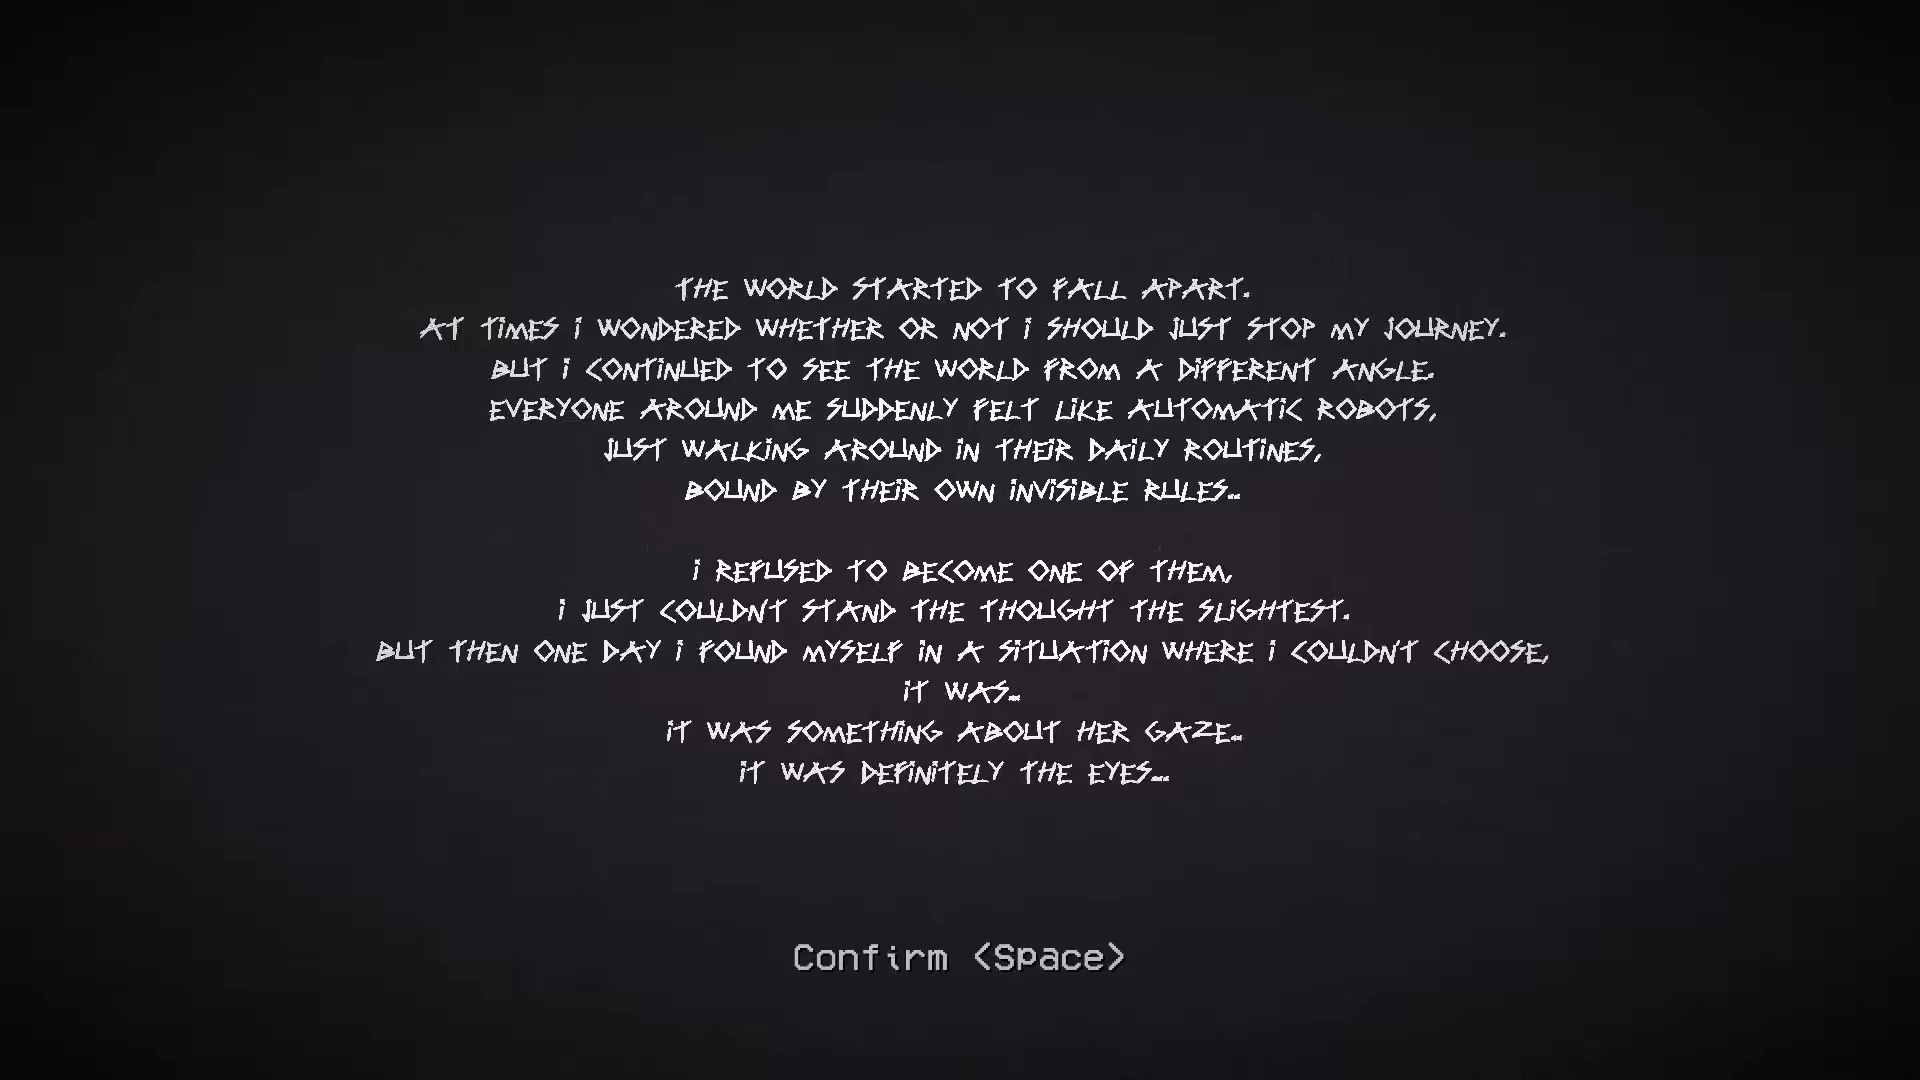 THE WORLD STARTED TO FALL APART.
AT TIMES I WONDERED WHETHER OR NOT I SHOULD JUST STOP MY JOURNEY.
BUT I CONTINUED TO SEE THE WORLD FROM A DIFFERENT ANGLE.
EVERYONE AROUND ME SUDDENLY FELT LIKE AUTOMATIC ROBOTS,
JUST WALKING AROUND IN THEIR DAILY ROUTINES,
BOUND BY THEIR OWN INVISIBLE RULES..
I REFUSED TO BECOME ONE OF THEM,
I JUST COULDN'T STAND THE THOUGHT THE SLIGHTEST.
BUT THEN ONE DAY I FOUND MYSELF IN A SITUATION WHERE I COULDN'T CHOOSE,
IT WAS..
IT WAS SOMETHING ABOUT HER GAZE..
IT WAS DEFINITELY THE EYES...
Confirm <Space>